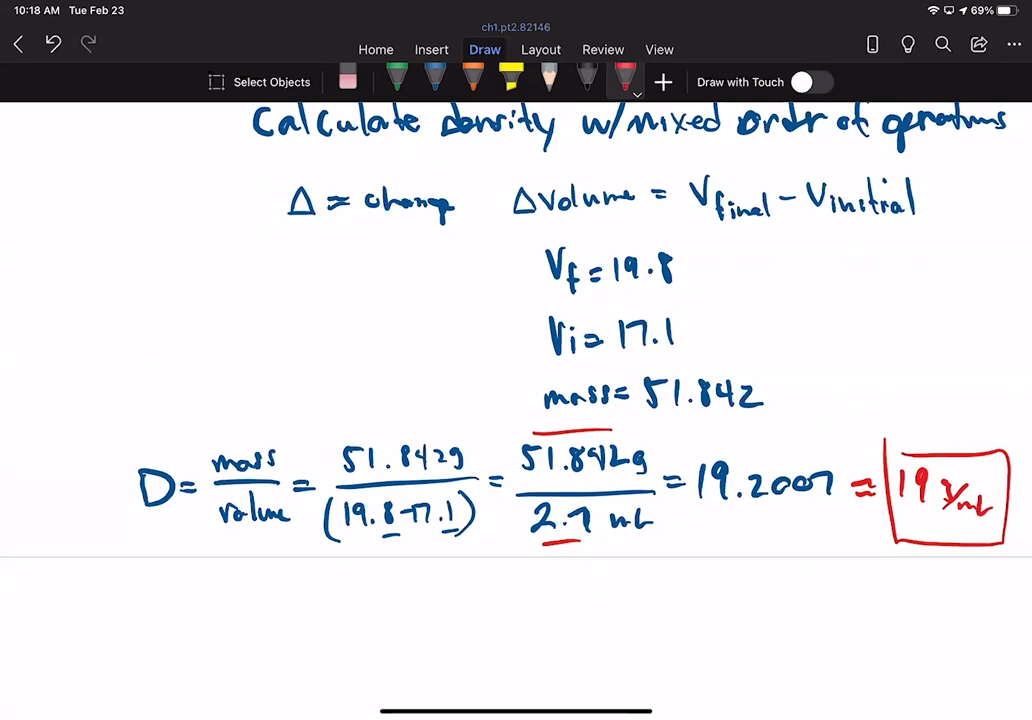 10:18 AM Tue Feb 23
69%
ch1.pt2.82146
Home Insert Draw Layout Review View
Select Objects
Draw with Touch
Calculate density w/mixed order of operations
Δ ≈ change ΔVolume = Vfinal - Vinitial
Vf = 19.8
Vi = 17.1
mass = 51.842
D = mass/volume = 51.842g/(19.8-17.1) = 51.842g/2.7 mL = 19.2007 ≈ 19 g/mL